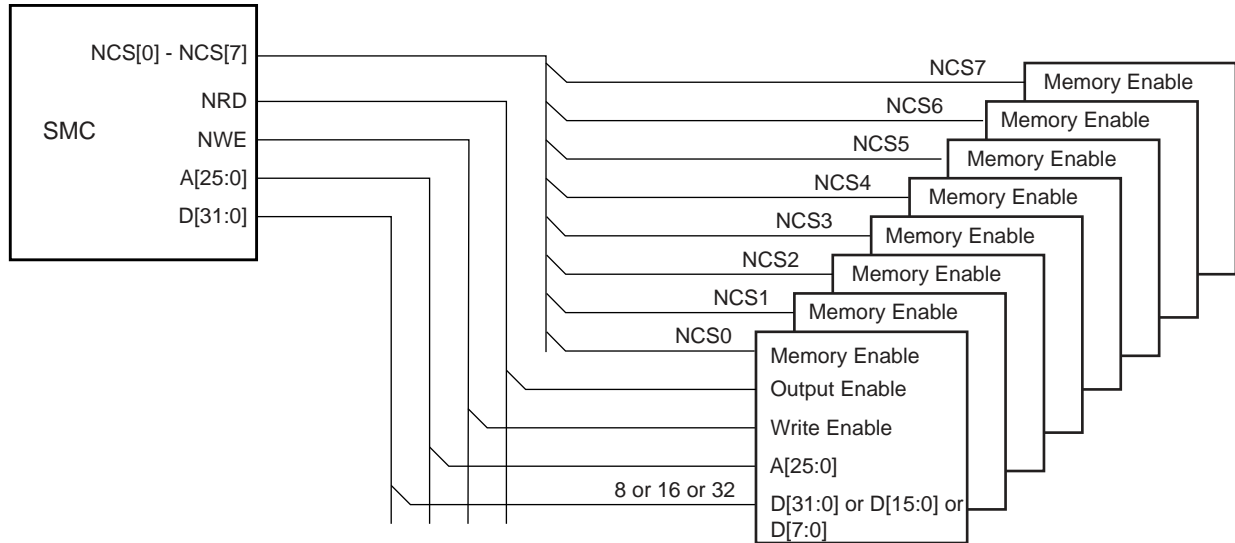 NCS[0] - NCS[7]
NRD
SMC
NWE
A[25:0]
D[31:0]
NCS7
Memory Enable
NCS6
Memory Enable
NCS5
Memory Enable
NCS4
Memory Enable
NCS3
Memory Enable
NCS2
Memory Enable
NCS1
Memory Enable
NCS0
Memory Enable
Output Enable
Write Enable
A[25:0]
8 or 16 or 32
D[31:0] or D[15:0] or
D[7:0]